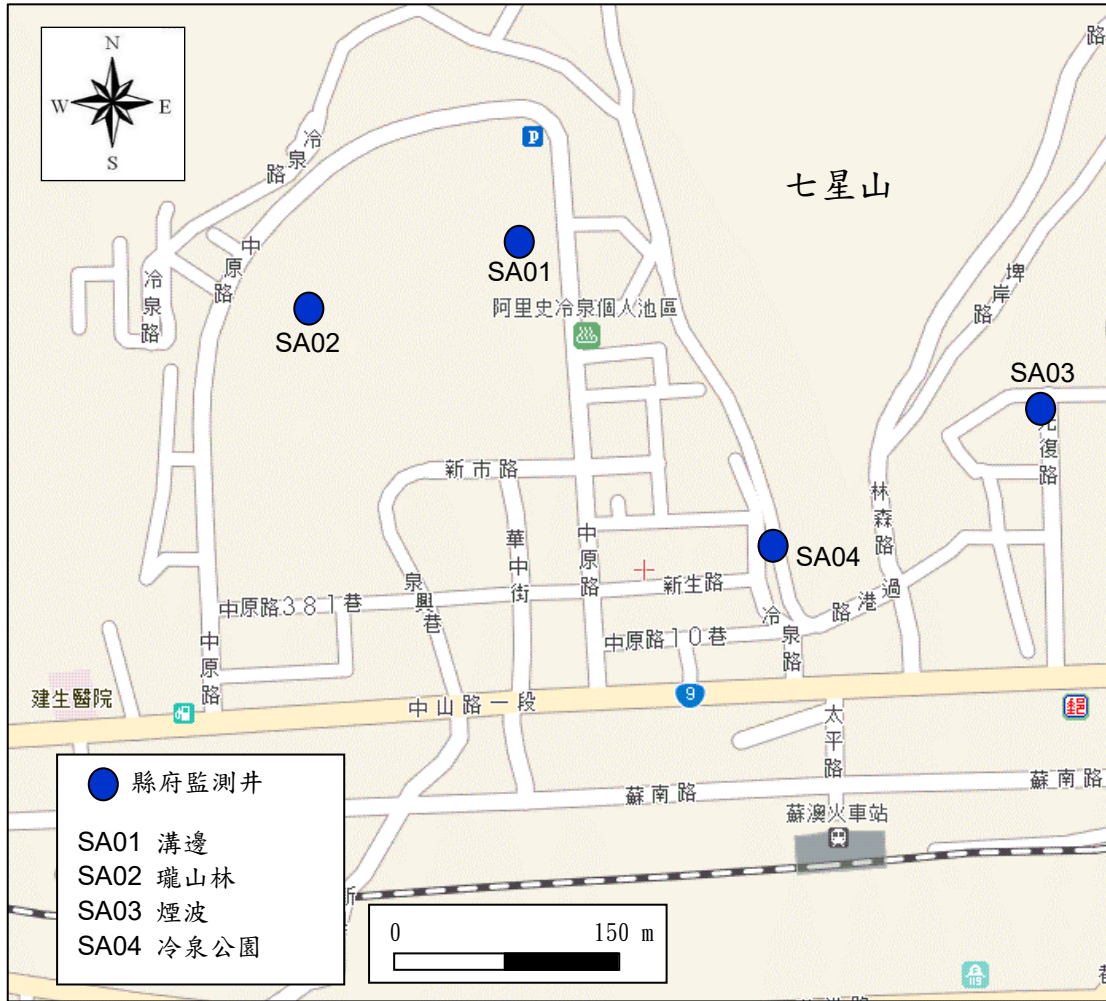 N
W E
S
路
P
冷泉路
七星山
SA01
中原路
冷泉路
SA02
阿里史冷泉個人池區
埤岸路
SA03
光復路
新市路
林森路
華中街
中原路
SA04
泉興巷
新生路
過港路
中原路381巷
冷泉路
中原路10巷
中原路
建生醫院
9
中山路一段
郵
太平路
縣府監測井
蘇南路
蘇南路
蘇澳火車站
SA01 溝邊
SA02 瓏山林
SA03 煙波
SA04 冷泉公園
0 150 m
119
巷